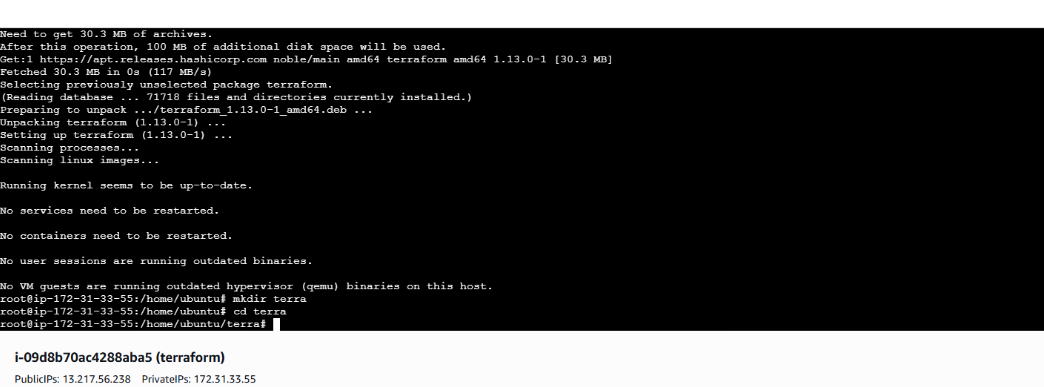 Need to get 30.3 MB of archives.
After this operation, 100 MB of additional disk space will be used.
Get:1 https://apt.releases.hashicorp.com noble/main amd64 terraform amd64 1.13.0-1 [30.3 MB]
Fetched 30.3 MB in 0s (117 MB/s)
Selecting previously unselected package terraform.
(Reading database ... 71718 files and directories currently installed.)
Preparing to unpack .../terraform_1.13.0-1_amd64.deb ...
Unpacking terraform (1.13.0-1) ...
Setting up terraform (1.13.0-1) ...
Scanning processes...
Scanning linux images...
Running kernel seems to be up-to-date.
No services need to be restarted.
No containers need to be restarted.
No user sessions are running outdated binaries.
No VM guests are running outdated hypervisor (qemu) binaries on this host.
root@ip-172-31-33-55:/home/ubuntu# mkdir terra
root@ip-172-31-33-55:/home/ubuntu# cd terra
root@ip-172-31-33-55:/home/ubuntu/terra#
i-09d8b70ac4288aba5 (terraform)
PublicIPs: 13.217.56.238 PrivateIPs: 172.31.33.55